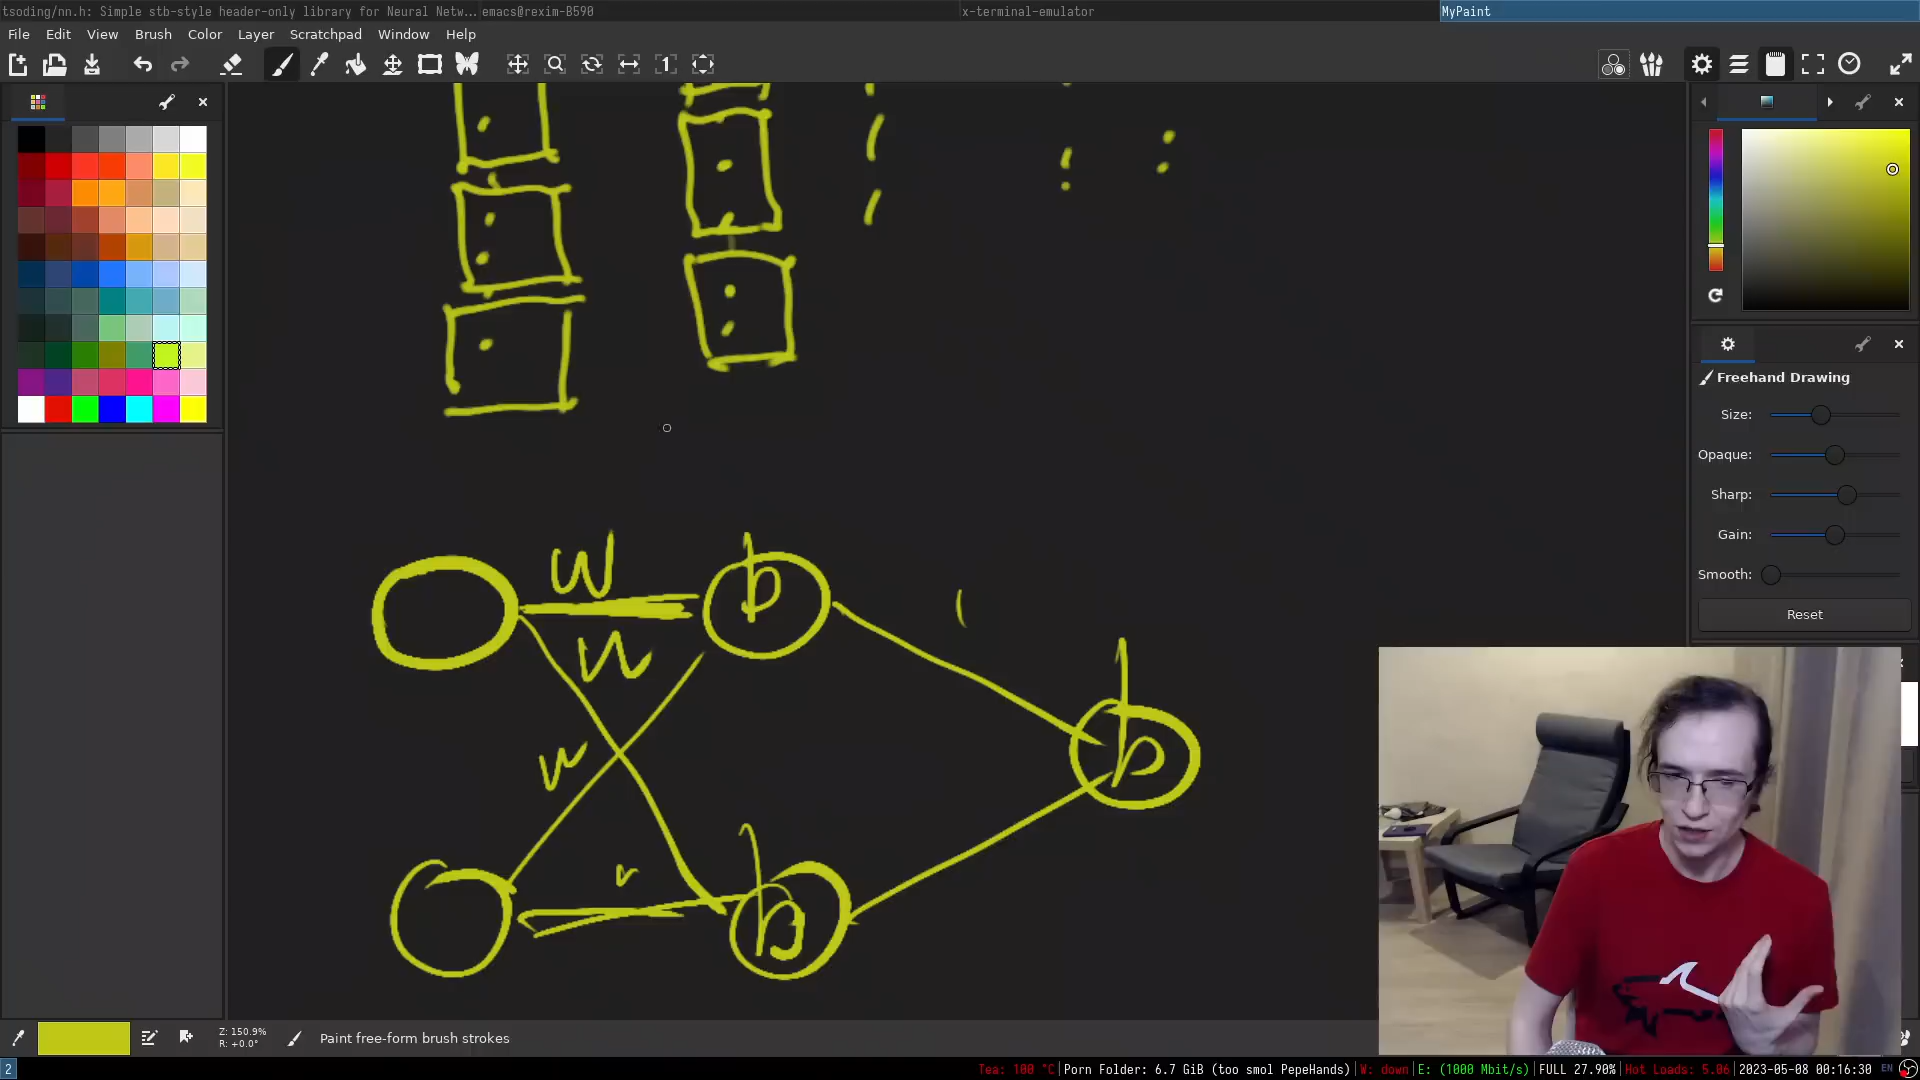 tsoding/nn.h: Simple stb-style header-only library for Neural Netw... emacs@rexim-B590 x-terminal-emulator MyPaint
File Edit View Brush Color Layer Scratchpad Window Help
1
Freehand Drawing
Size:
Opaque:
Sharp:
Gain:
Smooth:
Reset
W b
W
b
w
b
Z: 150.9%
R: +0.0°
Paint free-form brush strokes
2 Tea: 100 °C Porn Folder: 6.7 GiB (too smol PepeHands) W: down E: (1000 Mbit/s) FULL 27.90% Hot Loads: 5.06 2023-05-08 00:16:30 EN